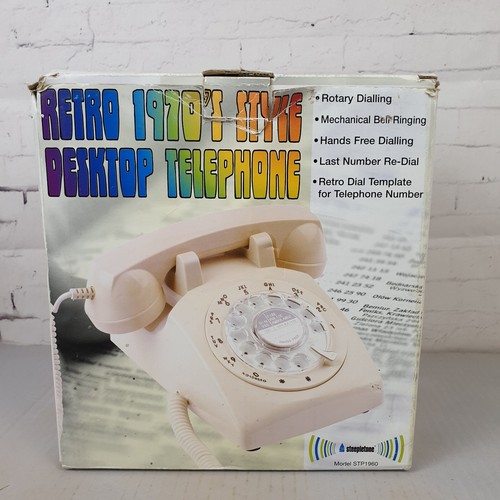 RETRO 1970'S STYLE
DESKTOP TELEPHONE
• Rotary Dialling
• Mechanical Bell Ringing
• Hands Free Dialling
• Last Number Re-Dial
• Retro Dial Template
for Telephone Number
steepletone
Model STP1960